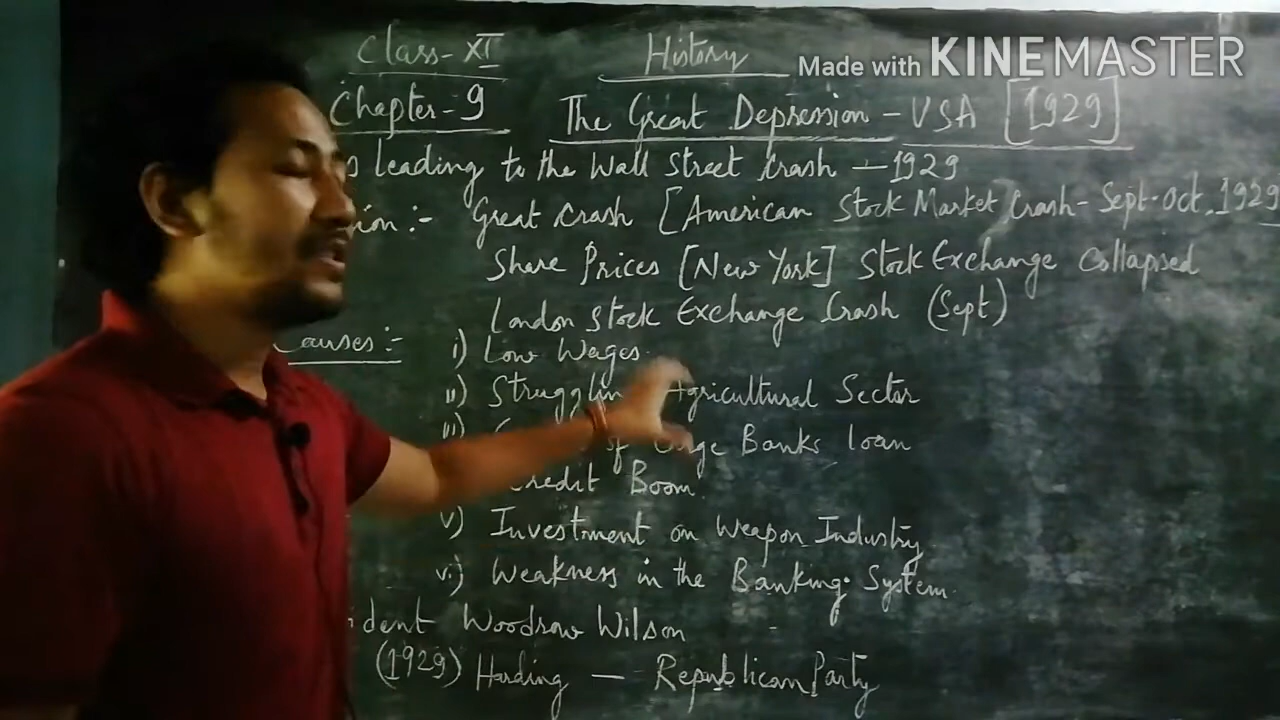 Class-XII History
Made with KINEMASTER
Chapter-9 The Great Depression - USA [1929]
leading to the Wall Street Crash - 1929
Great Crash [American Stock Market Crash - Sept-Oct, 1929
Share Prices [New York] Stock Exchange Collapised
London Stock Exchange Crash (Sept)
Causes :- i) Low Wages
ii) Agricultural Sector
Banks loan
Credit Boom
v) Investment on Weapon Industry
vi) Weakness in the Banking System
Woodrow Wilson
(1929) Harding - Republican Party